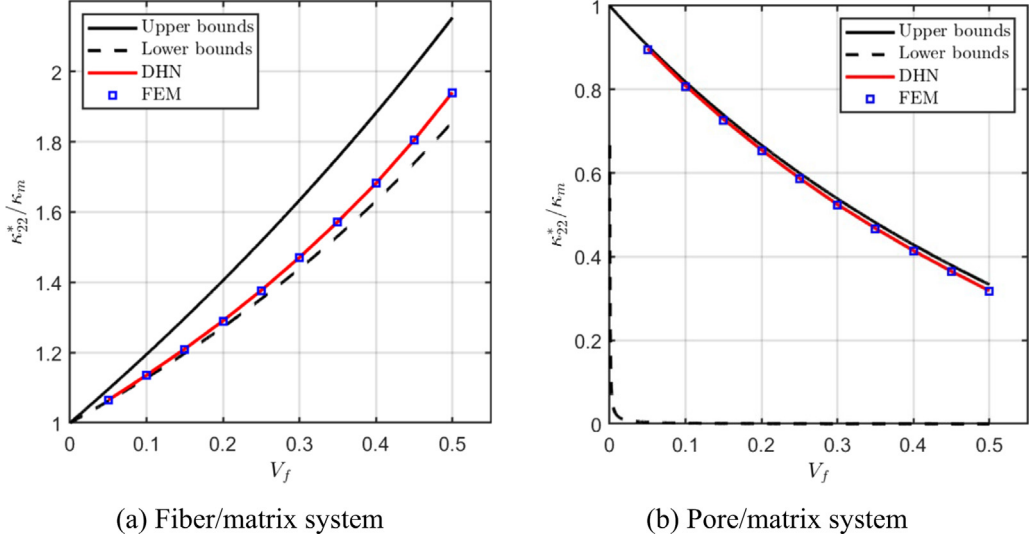 Upper bounds
Lower bounds
DHN
FEM
2
1.8
1.6
1.4
1.2
1
0 0.1 0.2 0.3 0.4 0.5
κ*22/κm
Vf
(a) Fiber/matrix system
Upper bounds
Lower bounds
DHN
FEM
1
0.8
0.6
0.4
0.2
0
0 0.1 0.2 0.3 0.4 0.5
κ*22/κm
Vf
(b) Pore/matrix system